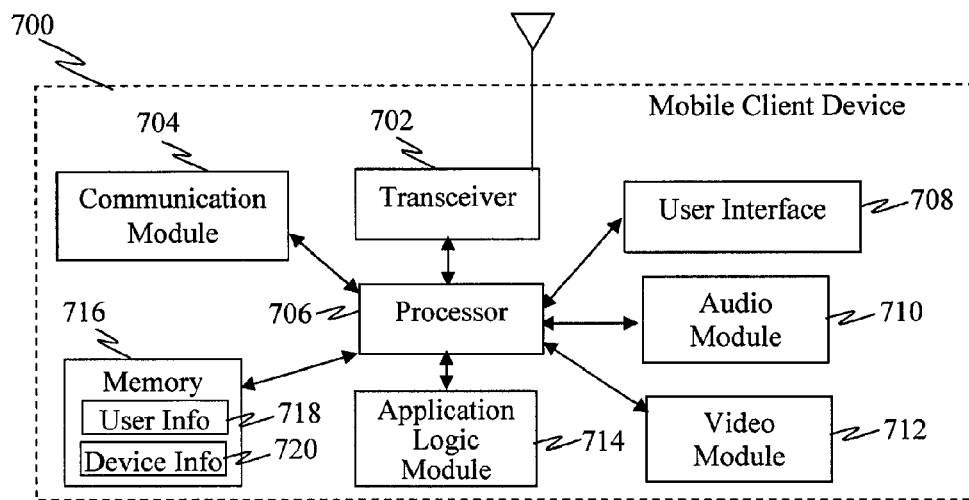 700
Mobile Client Device
704
702
Communication
Module
Transceiver
User Interface
708
706
Processor
Audio
Module
710
716
Memory
User Info
718
Device Info
720
Application
Logic
Module
714
Video
Module
712